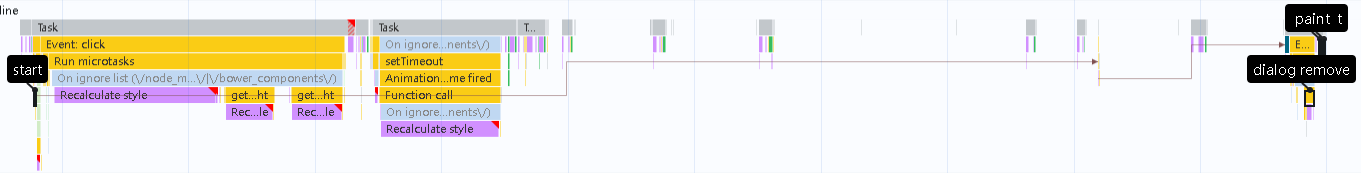 line
Task
Task
T...
paint t
Event: click
On ignore...nents\/)
E...
start
Run microtasks
setTimeout
dialog remove
On ignore list (\/node_m...\/|\/bower_components\/)
Animation...me fired
Recalculate style
get...ht
get...ht
Function call
Rec...le
Rec...le
On ignore...nents\/)
Recalculate style